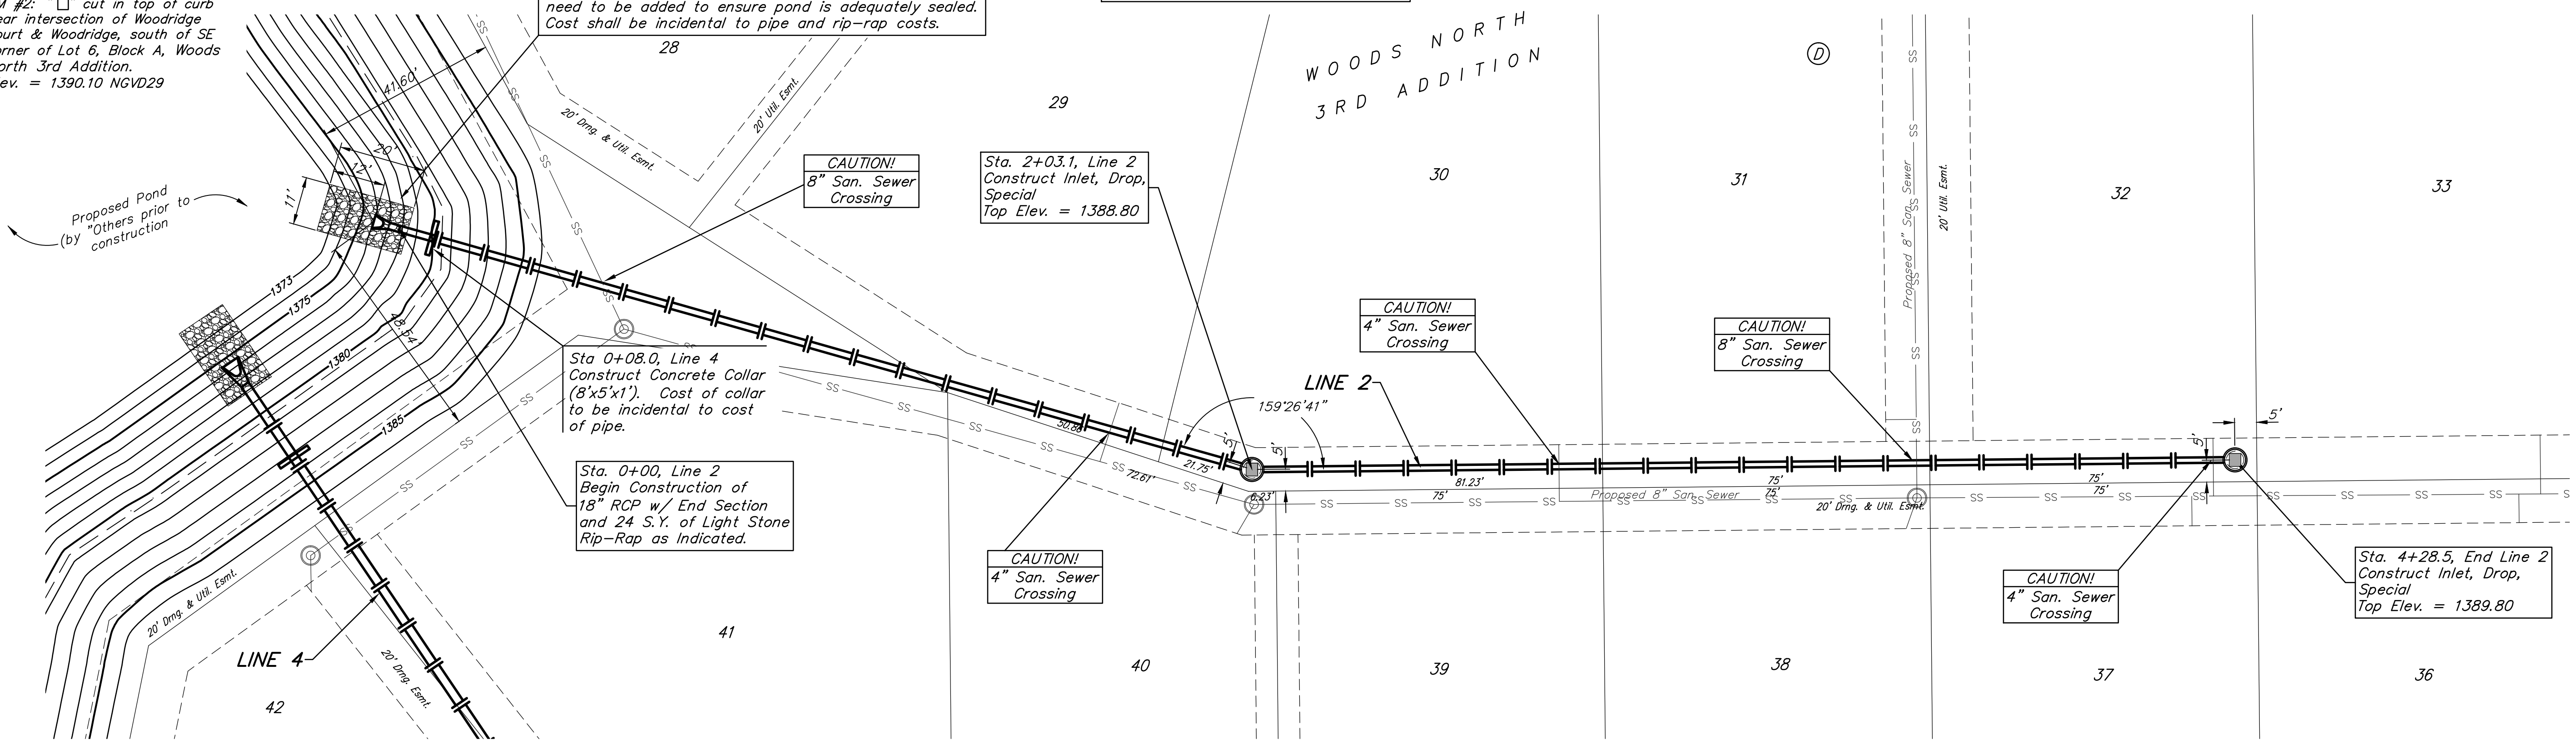 #2: "▯" cut in top of curb
intersection of Woodridge
& Woodridge, south of SE
of Lot 6, Block A, Woods
3rd Addition.
= 1390.10 NGVD29
need to be added to ensure pond is adequately sealed.
Cost shall be incidental to pipe and rip-rap costs.
28
29
WOODS NORTH
3RD ADDITION
D
30
31
32
33
41.60'
20'
12'
11'
20' Drng. & Util. Esmt.
20' Util. Esmt.
Proposed Pond
(by "Others prior to
construction
CAUTION!
8" San. Sewer
Crossing
Sta. 2+03.1, Line 2
Construct Inlet, Drop,
Special
Top Elev. = 1388.80
Proposed 8" San. Sewer
20' Util. Esmt.
1373
1375
1380
1385
48.54
Sta 0+08.0, Line 4
Construct Concrete Collar
(8'x5'x1'). Cost of collar
to be incidental to cost
of pipe.
CAUTION!
4" San. Sewer
Crossing
CAUTION!
8" San. Sewer
Crossing
LINE 2
159°26'41"
50.86'
21.75'
72.61'
5'
5'
6.23'
75'
81.23'
75'
75'
75'
75'
5'
5'
Proposed 8" San. Sewer
20' Drng. & Util. Esmt.
Sta. 0+00, Line 2
Begin Construction of
18" RCP w/ End Section
and 24 S.Y. of Light Stone
Rip-Rap as Indicated.
CAUTION!
4" San. Sewer
Crossing
CAUTION!
4" San. Sewer
Crossing
Sta. 4+28.5, End Line 2
Construct Inlet, Drop,
Special
Top Elev. = 1389.80
20' Drng. & Util. Esmt.
LINE 4
20' Drng. Esmt.
42
41
40
39
38
37
36